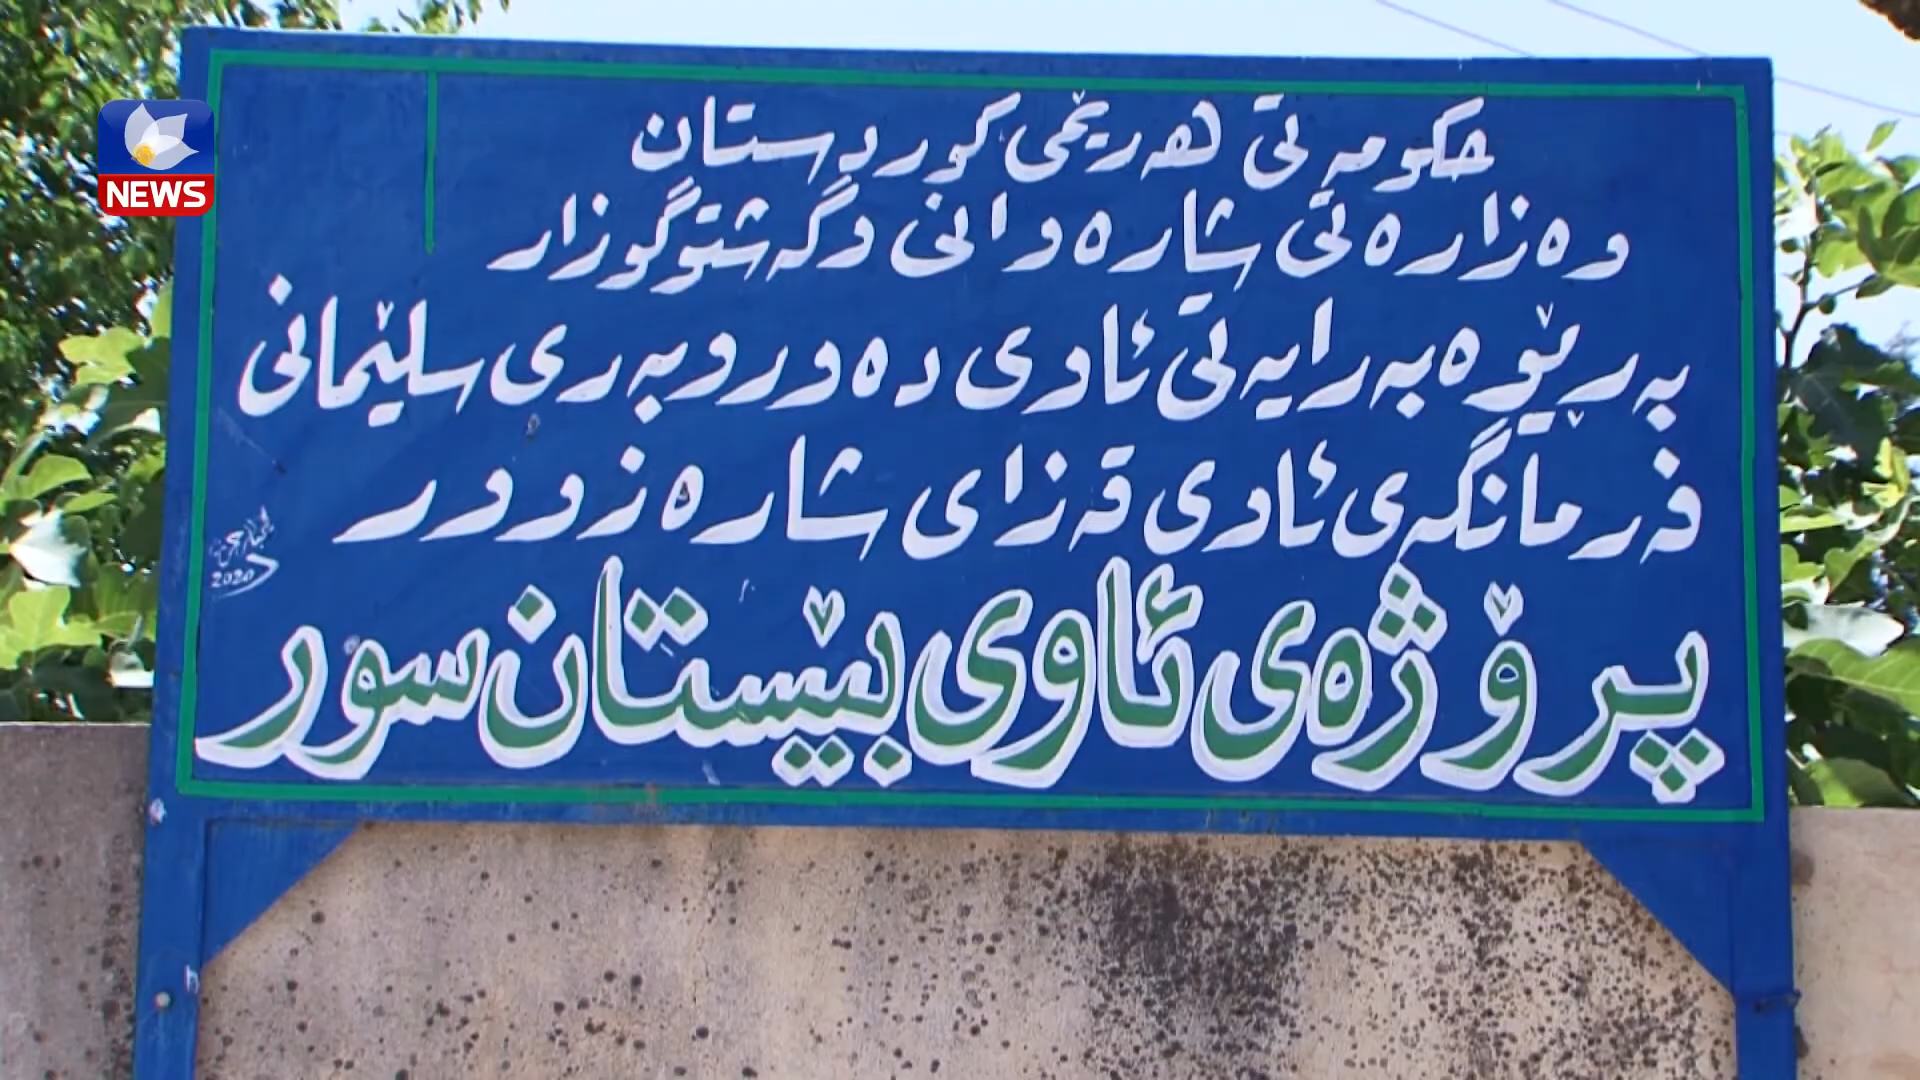 حکومەتی هەرێمی کوردستان
وەزارەتی شارەوانی وگەشتوگوزار
بەڕێوەبەرایەتی ئاوی دەوروبەری سلێمانی
فەرمانگەی ئاوی قەزای شارەزوور
پرۆژەی ئاوی بێستان سور
2020
NEWS